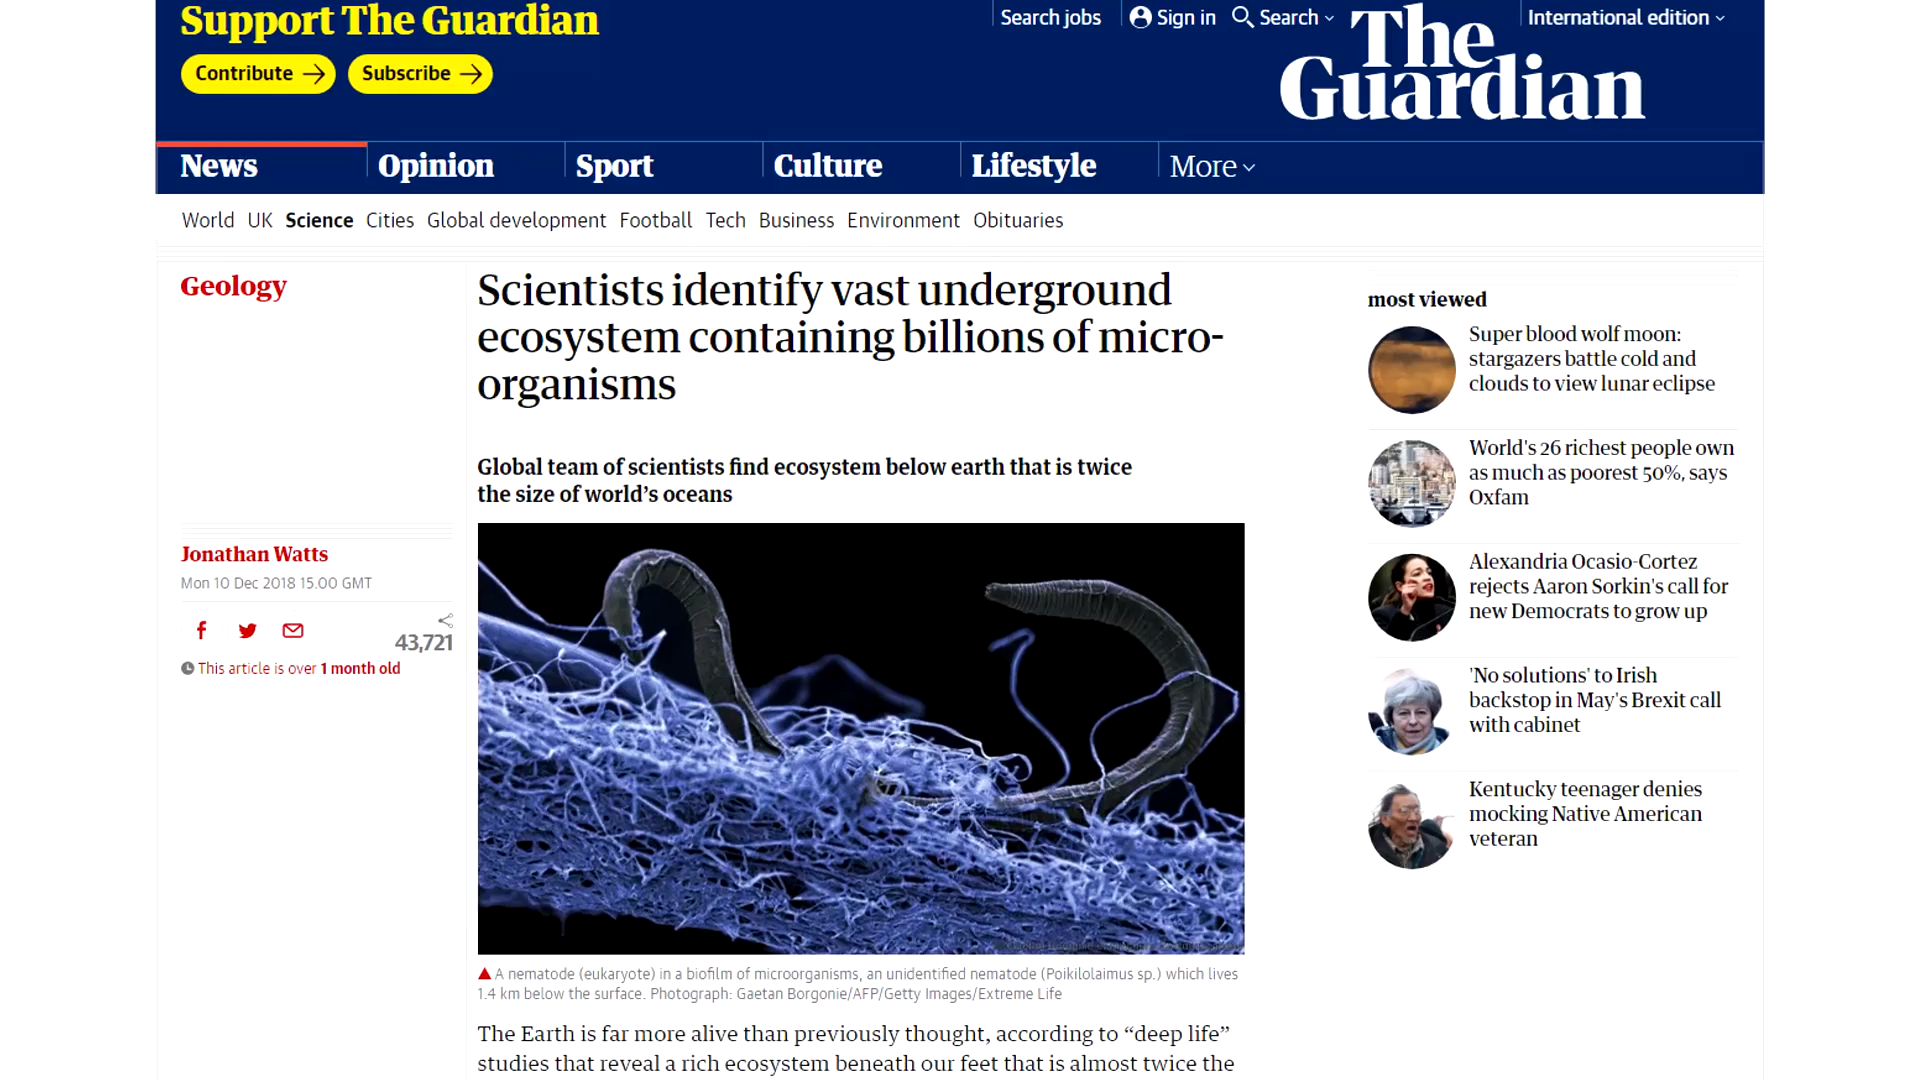 Support The Guardian
Contribute
Subscribe
Search jobs
Sign in
Search
International edition
The
Guardian
News
Opinion
Sport
Culture
Lifestyle
More
World UK Science Cities Global development Football Tech Business Environment Obituaries
Geology
Scientists identify vast underground
ecosystem containing billions of micro-
organisms
Global team of scientists find ecosystem below earth that is twice
the size of world’s oceans
Jonathan Watts
Mon 10 Dec 2018 15.00 GMT
43,721
This article is over 1 month old
A nematode (eukaryote) in a biofilm of microorganisms, an unidentified nematode (Poikilolaimus sp.) which lives
1.4 km below the surface. Photograph: Gaetan Borgonie/AFP/Getty Images/Extreme Life
The Earth is far more alive than previously thought, according to “deep life”
studies that reveal a rich ecosystem beneath our feet that is almost twice the
most viewed
Super blood wolf moon:
stargazers battle cold and
clouds to view lunar eclipse
World's 26 richest people own
as much as poorest 50%, says
Oxfam
Alexandria Ocasio-Cortez
rejects Aaron Sorkin's call for
new Democrats to grow up
'No solutions' to Irish
backstop in May's Brexit call
with cabinet
Kentucky teenager denies
mocking Native American
veteran